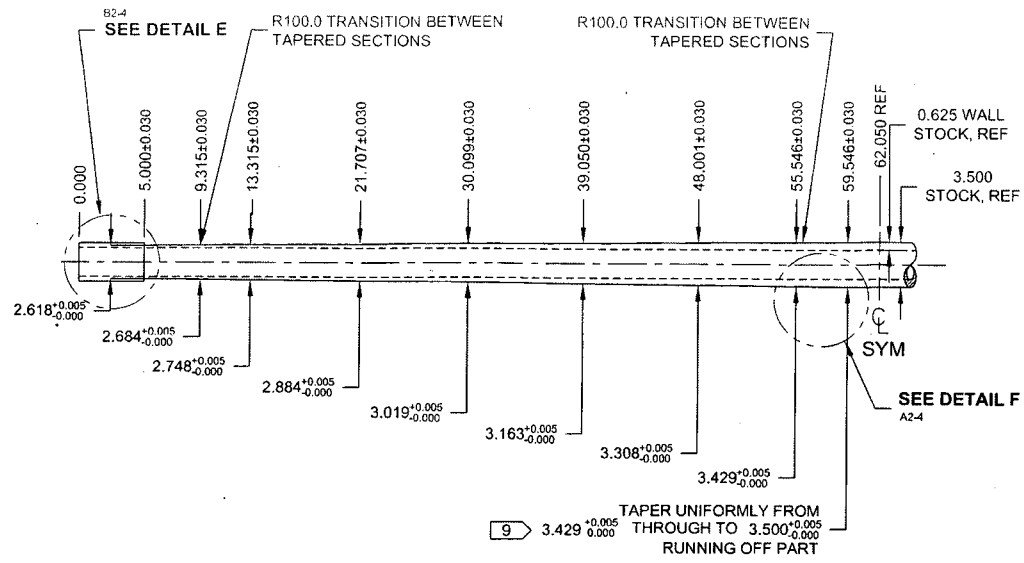 B2-4
SEE DETAIL E
R100.0 TRANSITION BETWEEN
TAPERED SECTIONS
R100.0 TRANSITION BETWEEN
TAPERED SECTIONS
0.000
5.000±0.030
9.315±0.030
13.315±0.030
21.707±0.030
30.099±0.030
39.050±0.030
48.001±0.030
55.546±0.030
59.546±0.030
62.050 REF
0.625 WALL
STOCK, REF
3.500
STOCK, REF
2.618 +0.005 -0.000
2.684 +0.005 -0.000
2.748 +0.005 -0.000
2.884 +0.005 -0.000
3.019 +0.005 -0.000
3.163 +0.005 -0.000
3.308 +0.005 -0.000
3.429 +0.005 -0.000
℄
SYM
SEE DETAIL F
A2-4
TAPER UNIFORMLY FROM
9 3.429 +0.005 0.000 THROUGH TO 3.500 +0.005 -0.000
RUNNING OFF PART